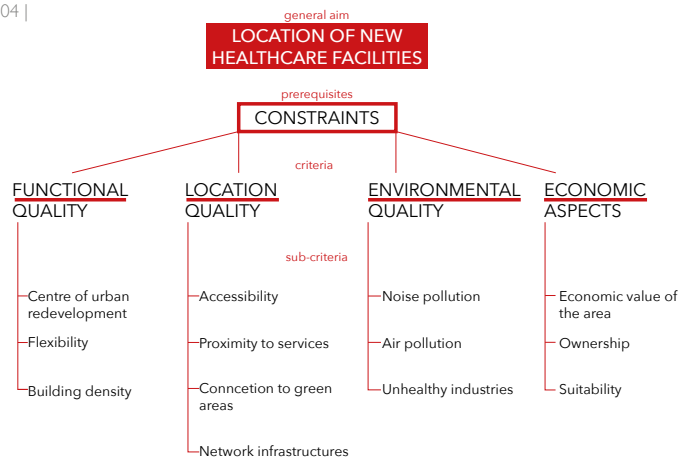 04 |
general aim
LOCATION OF NEW
HEALTHCARE FACILITIES
prerequisites
CONSTRAINTS
criteria
FUNCTIONAL
QUALITY
LOCATION
QUALITY
ENVIRONMENTAL
QUALITY
ECONOMIC
ASPECTS
sub-criteria
Centre of urban
redevelopment
Flexibility
Building density
Accessibility
Proximity to services
Conncetion to green
areas
Network infrastructures
Noise pollution
Air pollution
Unhealthy industries
Economic value of
the area
Ownership
Suitability